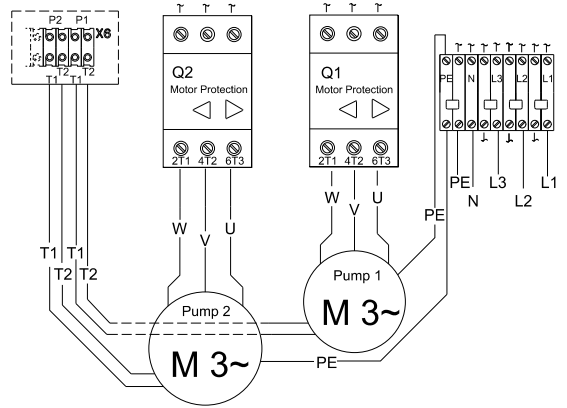 P2 P1
X6
T2 T2
T1 T1
Q2
Motor Protection
2T1 4T2 6T3
Q1
Motor Protection
2T1 4T2 6T3
PE N L3 L2 L1
PE
N
L3
L2
L1
W V U
W V U
PE
T1 T1
T2 T2
Pump 1
M 3~
Pump 2
M 3~
PE